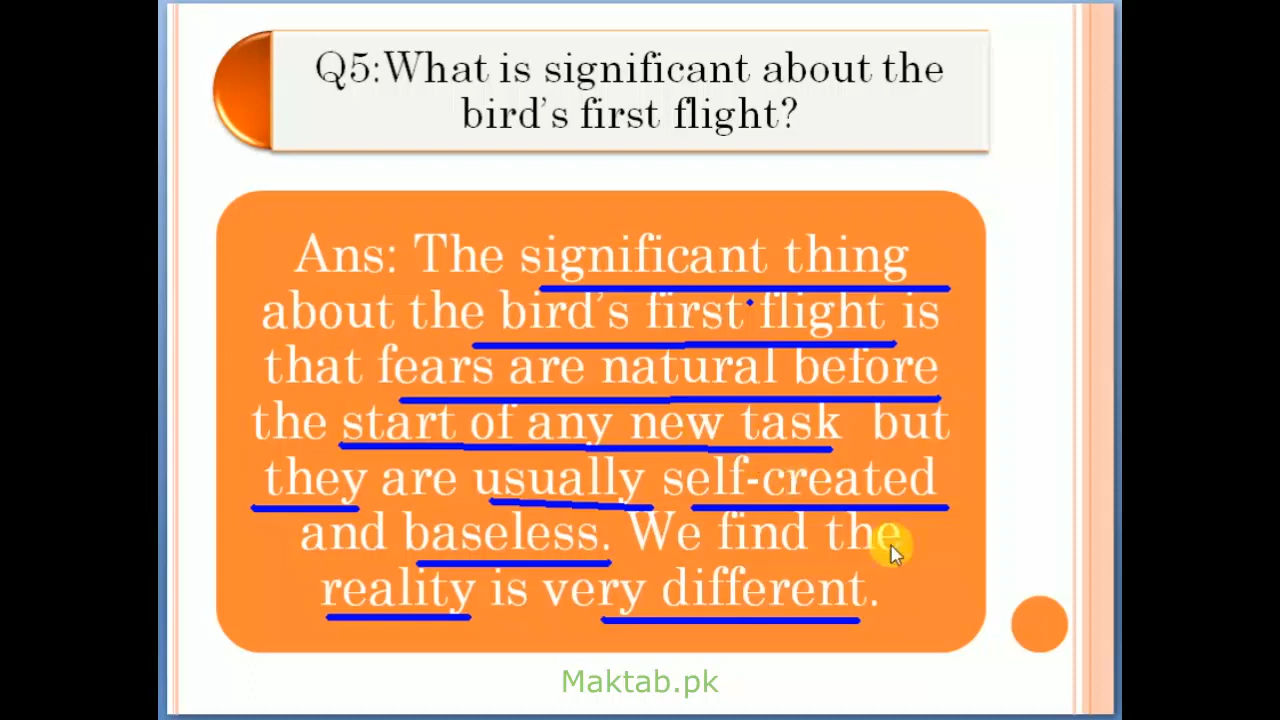 Q5:What is significant about the
bird's first flight?
Ans: The significant thing
about the bird's first flight is
that fears are natural before
the start of any new task but
they are usually self-created
and baseless. We find the
reality is very different.
Maktab.pk